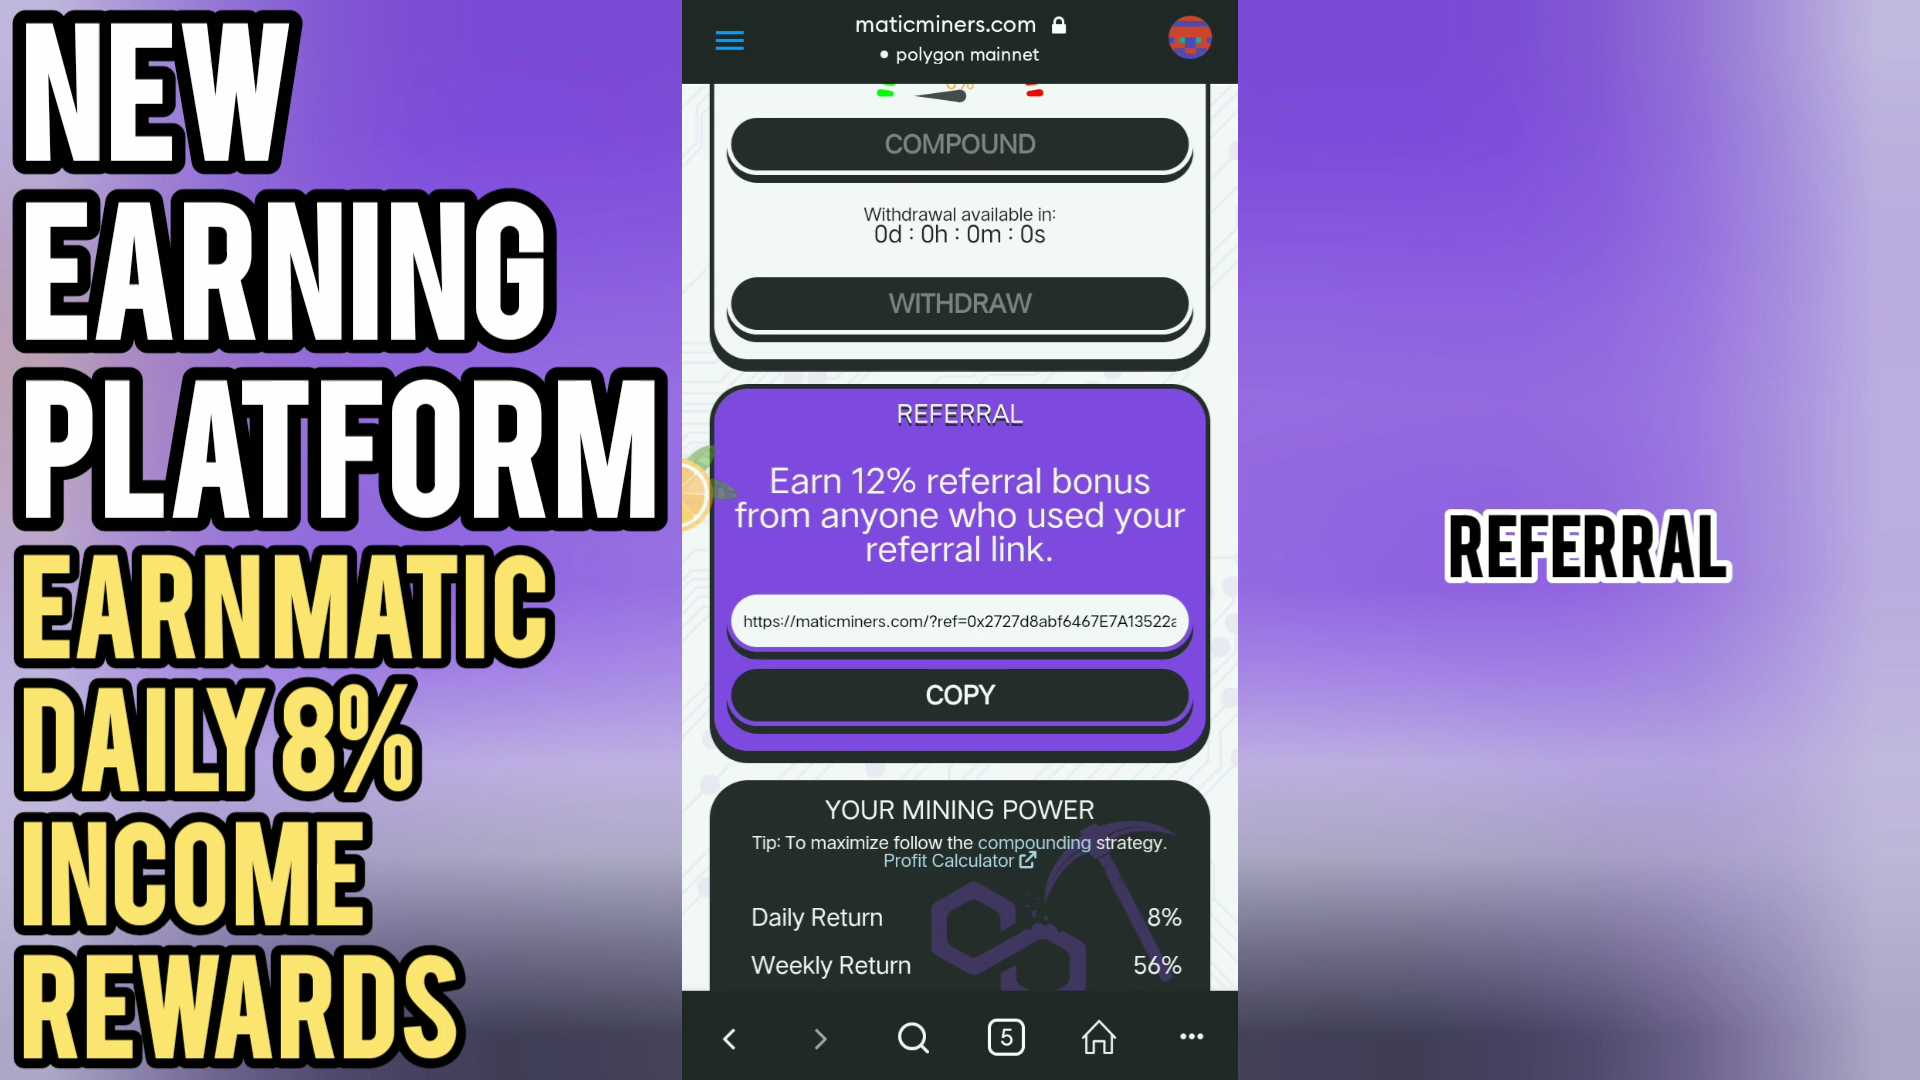 NEW
EARNING
PLATFORM
EARN MATIC
DAILY 8%
INCOME
REWARDS
maticminers.com
polygon mainnet
COMPOUND
Withdrawal available in:
0d : 0h : 0m : 0s
WITHDRAW
REFERRAL
Earn 12% referral bonus
from anyone who used your
referral link.
https://maticminers.com/?ref=0x2727d8abf6467E7A13522
COPY
YOUR MINING POWER
Tip: To maximize follow the compounding strategy.
Profit Calculator
Daily Return 8%
Weekly Return 56%
5
REFERRAL